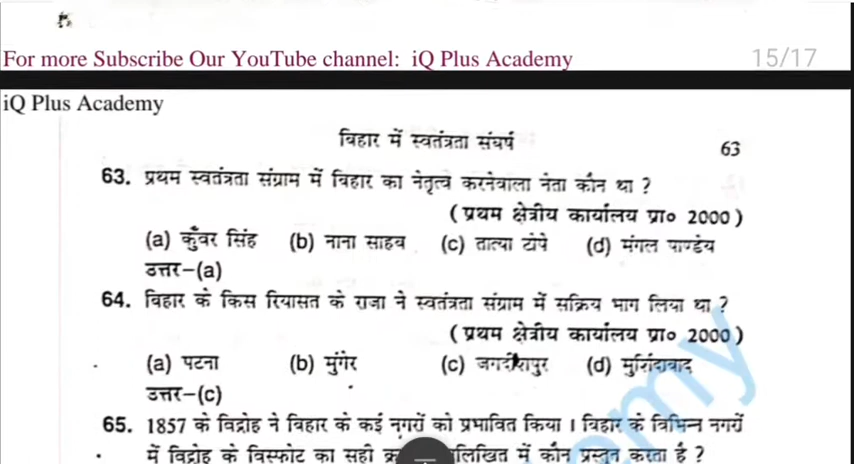 For more Subscribe Our YouTube channel: iQ Plus Academy 15/17
iQ Plus Academy
बिहार में स्वतंत्रता संघर्ष 63
63. प्रथम स्वतंत्रता संग्राम में बिहार का नेतृत्व करनेवाला नेता कौन था ?
(प्रथम क्षेत्रीय कार्यालय प्रा० 2000)
(a) कुँवर सिंह (b) नाना साहब (c) तात्या टोपे (d) मंगल पाण्डेय
उत्तर–(a)
64. बिहार के किस रियासत के राजा ने स्वतंत्रता संग्राम में सक्रिय भाग लिया था ?
(प्रथम क्षेत्रीय कार्यालय प्रा० 2000)
(a) पटना (b) मुंगेर (c) जगदीशपुर (d) मुर्शिदाबाद
उत्तर–(c)
65. 1857 के विद्रोह ने बिहार के कई नगरों को प्रभावित किया । बिहार के विभिन्न नगरों
में विद्रोह के विस्फोट का सही में कौन प्रस्तुत करता है ?